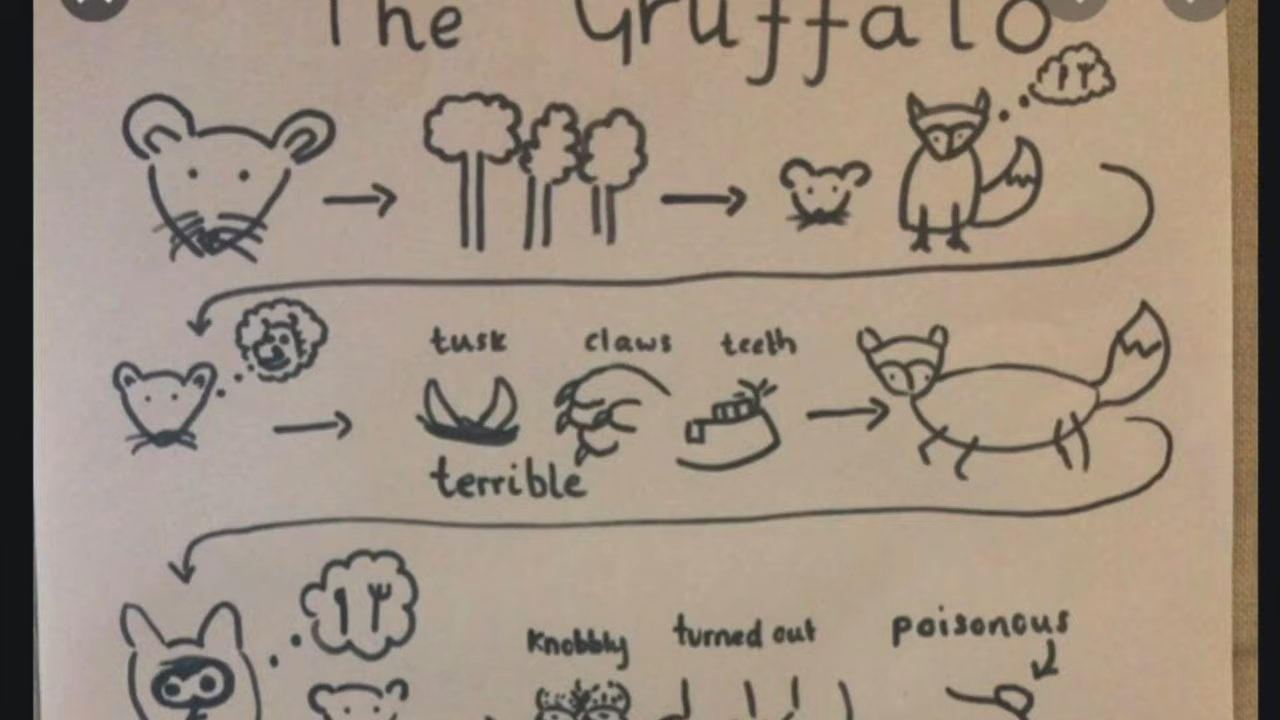 The Gruffalo
tusk claws teeth
terrible
Knobbly turned out poisonous